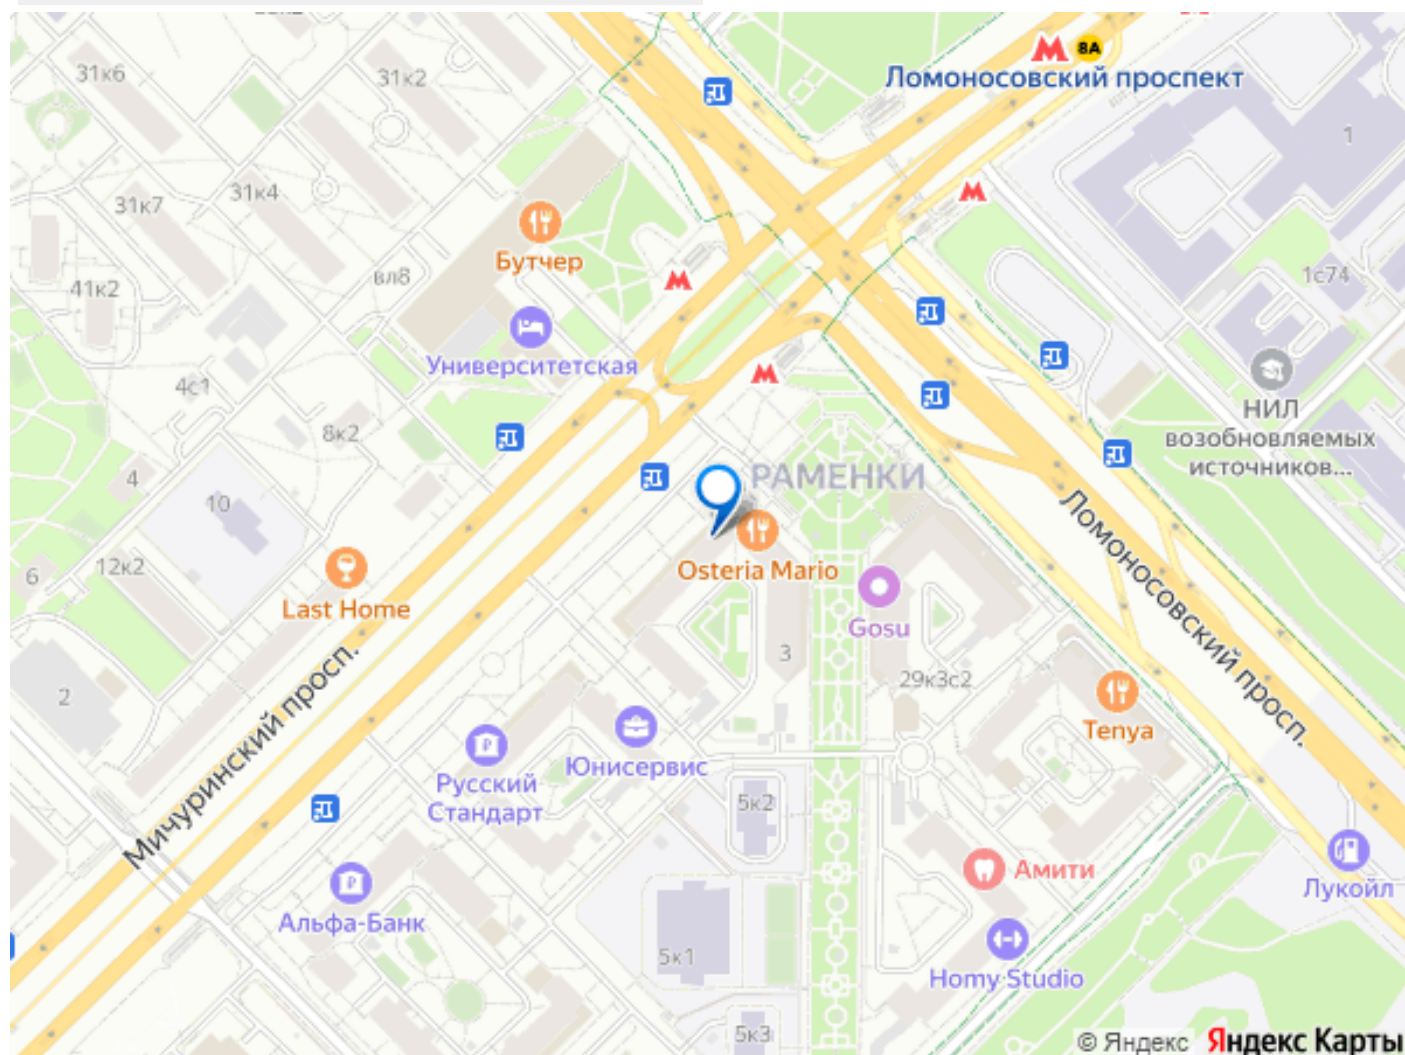 31к6
31к2
М 8А
Ломоносовский проспект
1
31к7
31к4
М
Бутчер
вл8
41к2
М
1с74
Университетская
4с1
М
НИЛ
возобновляемых
источников...
8к2
4
10
РАМЕНКИ
12к2
6
Osteria Mario
Last Home
Gosu
Ломоносовский просп.
3
29к3с2
2
Tenya
Мичуринский просп.
Юнисервис
Русский
Стандарт
5к2
Амити
Лукойл
Альфа-Банк
5к1
Homy Studio
5к3
© Яндекс Яндекс Карты